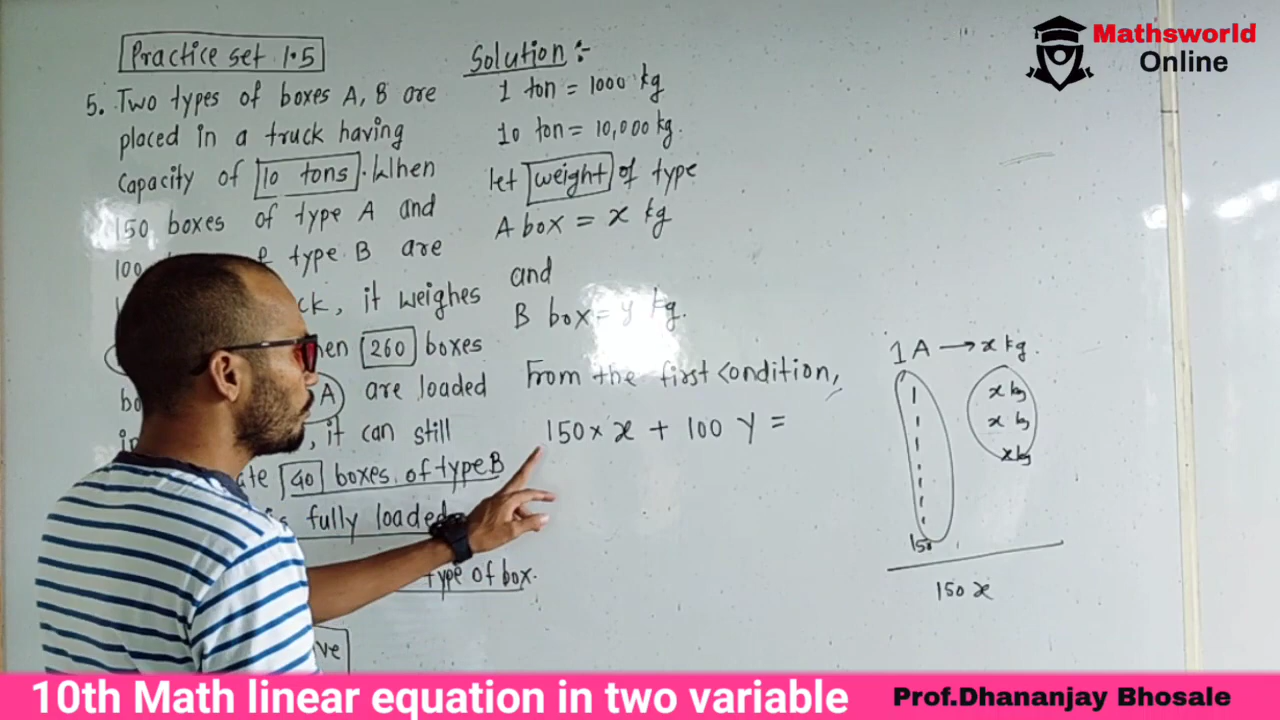 Mathsworld
Online
Practice set 1.5
5. Two types of boxes A, B are
placed in a truck having
Capacity of 10 tons. When
150 boxes of type A and
100 type B are
ck, it weighs
hen 260 boxes
A are loaded
, it can still
ate 40 boxes of type B
fully loaded
type of box.
ve
Solution :-
1 ton = 1000 kg
10 ton = 10,000 kg.
let weight of type
A box = x kg
and
B box = y kg.
From the first condition,
150 × x + 100 y =
1 A → x kg.
x kg
x kg
x kg
150
150 x
10th Math linear equation in two variable
Prof.Dhananjay Bhosale